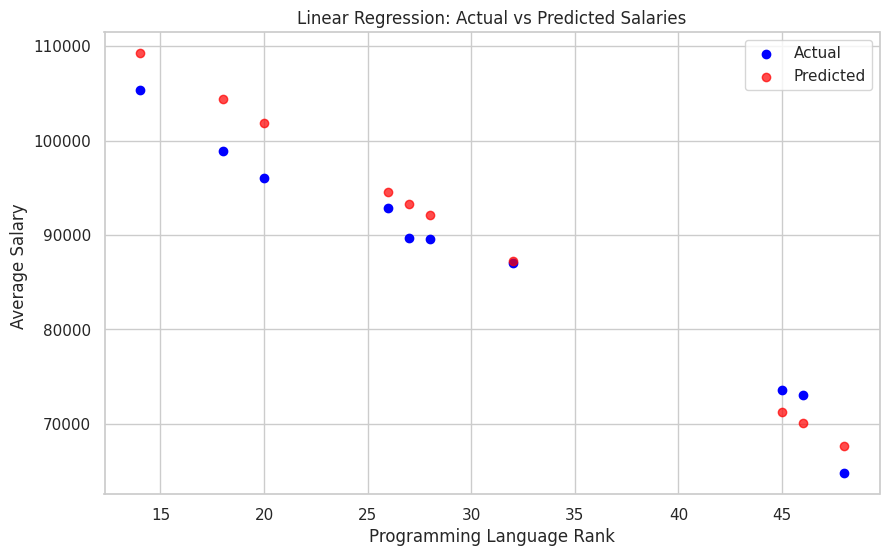 Linear Regression: Actual vs Predicted Salaries
Actual
Predicted
110000
100000
90000
80000
70000
Average Salary
15
20
25
30
35
40
45
Programming Language Rank